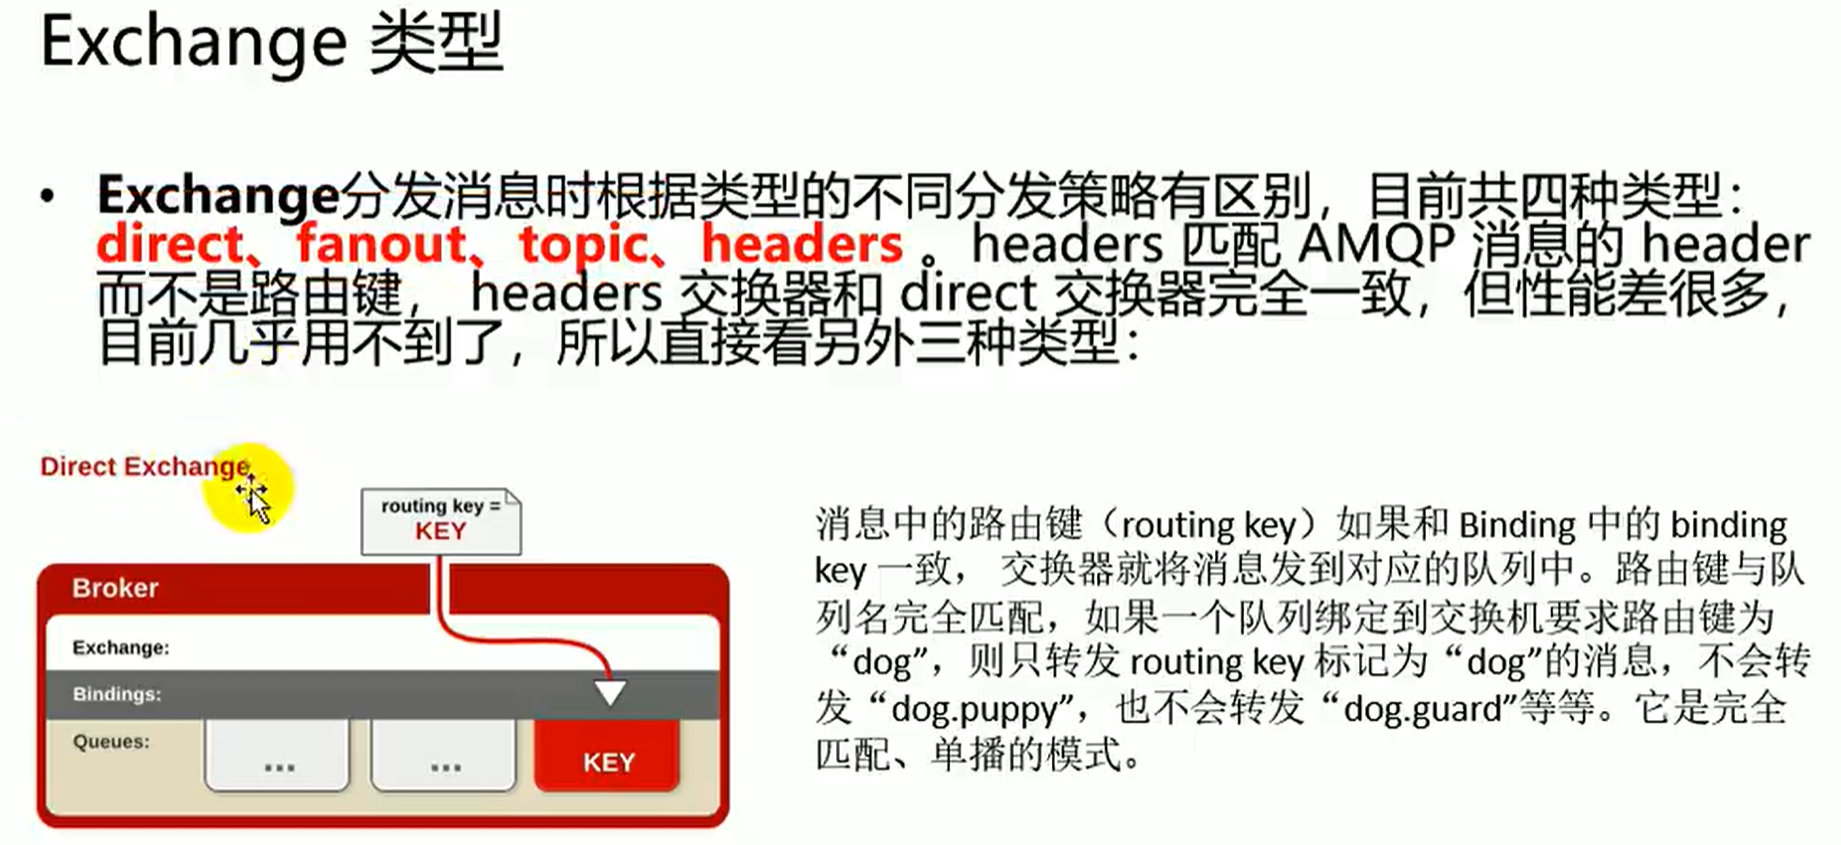 Exchange 类型
• Exchange分发消息时根据类型的不同分发策略有区别，目前共四种类型：
direct、fanout、topic、headers 。headers 匹配 AMQP 消息的 header
而不是路由键， headers 交换器和 direct 交换器完全一致，但性能差很多，
目前几乎用不到了，所以直接看另外三种类型：
Direct Exchange
routing key =
KEY
Broker
Exchange:
Bindings:
Queues:
...
...
KEY
消息中的路由键（routing key）如果和 Binding 中的 binding
key 一致， 交换器就将消息发到对应的队列中。路由键与队
列名完全匹配，如果一个队列绑定到交换机要求路由键为
“dog”，则只转发 routing key 标记为“dog”的消息，不会转
发“dog.puppy”，也不会转发“dog.guard”等等。它是完全
匹配、单播的模式。